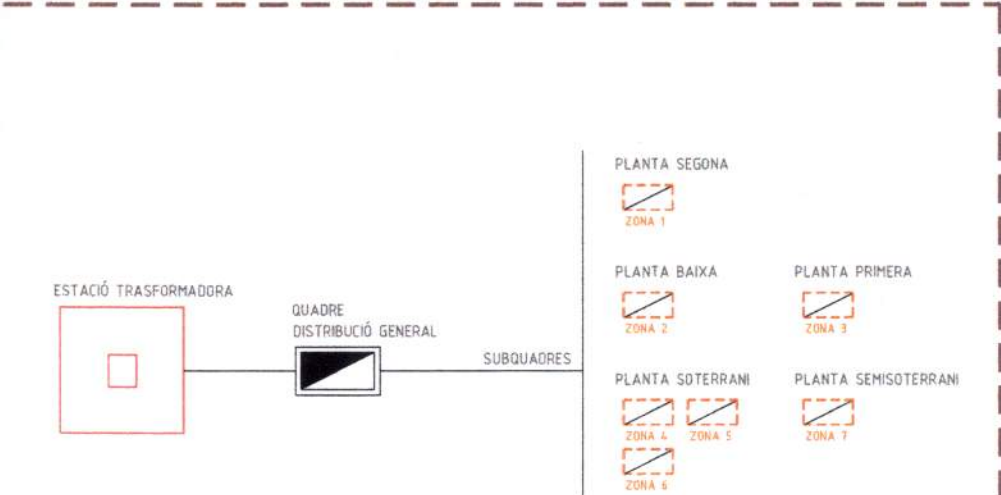 PLANTA SEGONA
ZONA 1
PLANTA BAIXA
PLANTA PRIMERA
ZONA 2
ZONA 3
ESTACIÓ TRASFORMADORA
QUADRE
DISTRIBUCIÓ GENERAL
SUBQUADRES
PLANTA SOTERRANI
PLANTA SEMISOTERRANI
ZONA 4
ZONA 5
ZONA 7
ZONA 6